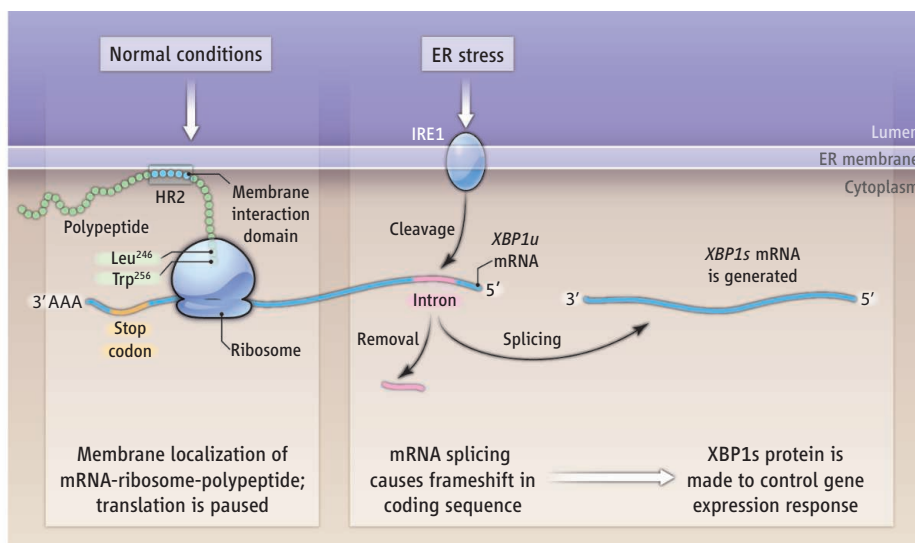 Normal conditions
ER stress
IRE1
Lumen
ER membrane
Cytoplasm
HR2
Membrane
interaction
domain
Polypeptide
Leu²⁴⁶
Trp²⁵⁶
Cleavage
XBP1u
mRNA
XBP1s mRNA
is generated
3′ AAA
Intron
5′
3′
5′
Stop
codon
Ribosome
Removal
Splicing
Membrane localization of
mRNA-ribosome-polypeptide;
translation is paused
mRNA splicing
causes frameshift in
coding sequence
XBP1s protein is
made to control gene
expression response